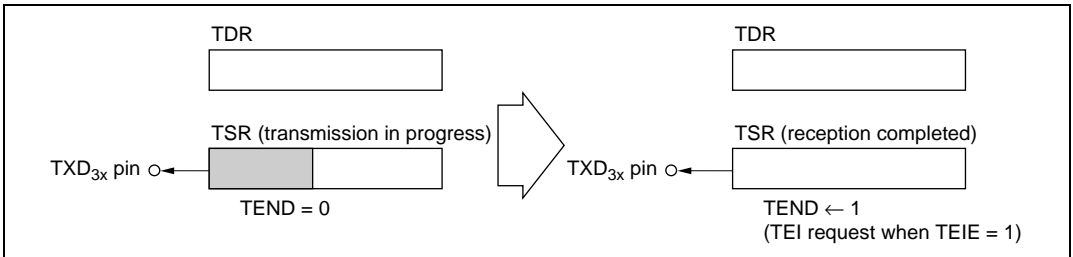 TDR
TSR (transmission in progress)
TXD3x pin
TEND = 0
TDR
TSR (reception completed)
TXD3x pin
TEND ← 1
(TEI request when TEIE = 1)